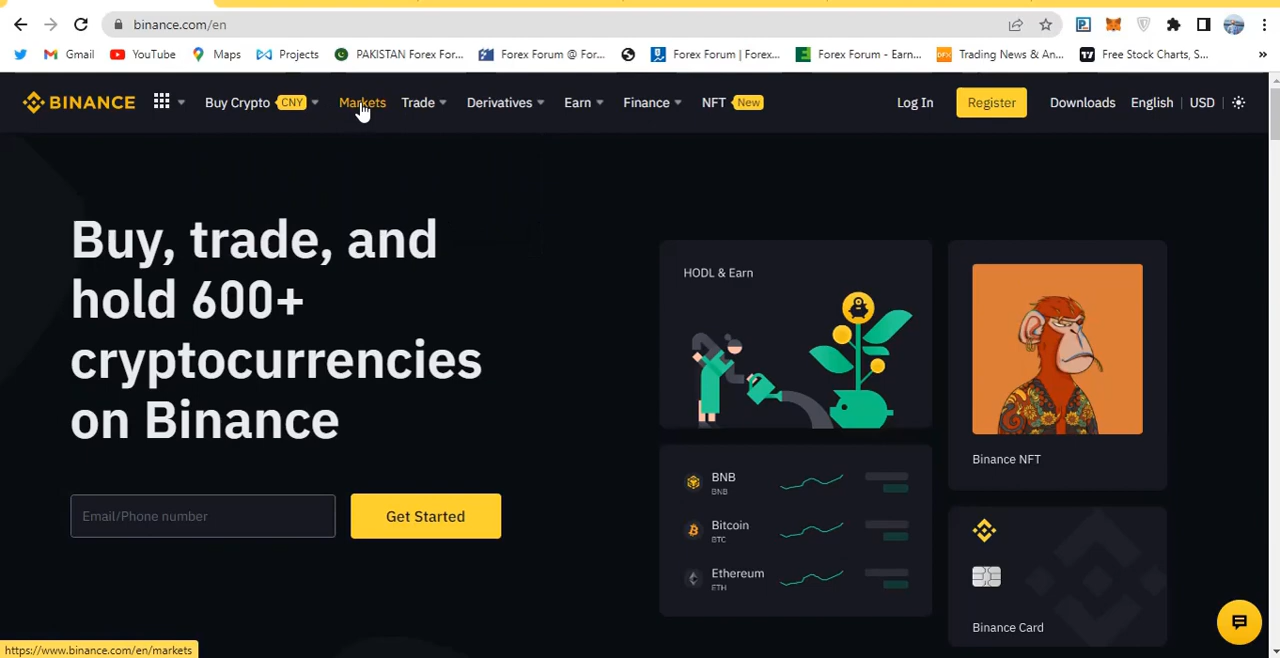 binance.com/en
Gmail YouTube Maps Projects PAKISTAN Forex For... Forex Forum @ For... Forex Forum | Forex... Forex Forum - Earn... Trading News & An... Free Stock Charts, S... »
BINANCE Buy Crypto CNY Markets Trade Derivatives Earn Finance NFT New Log In Register Downloads English | USD |
Buy, trade, and
hold 600+
cryptocurrencies
on Binance
Email/Phone number Get Started
HODL & Earn
BNB
BNB
Bitcoin
BTC
Ethereum
ETH
Binance NFT
Binance Card
https://www.binance.com/en/markets